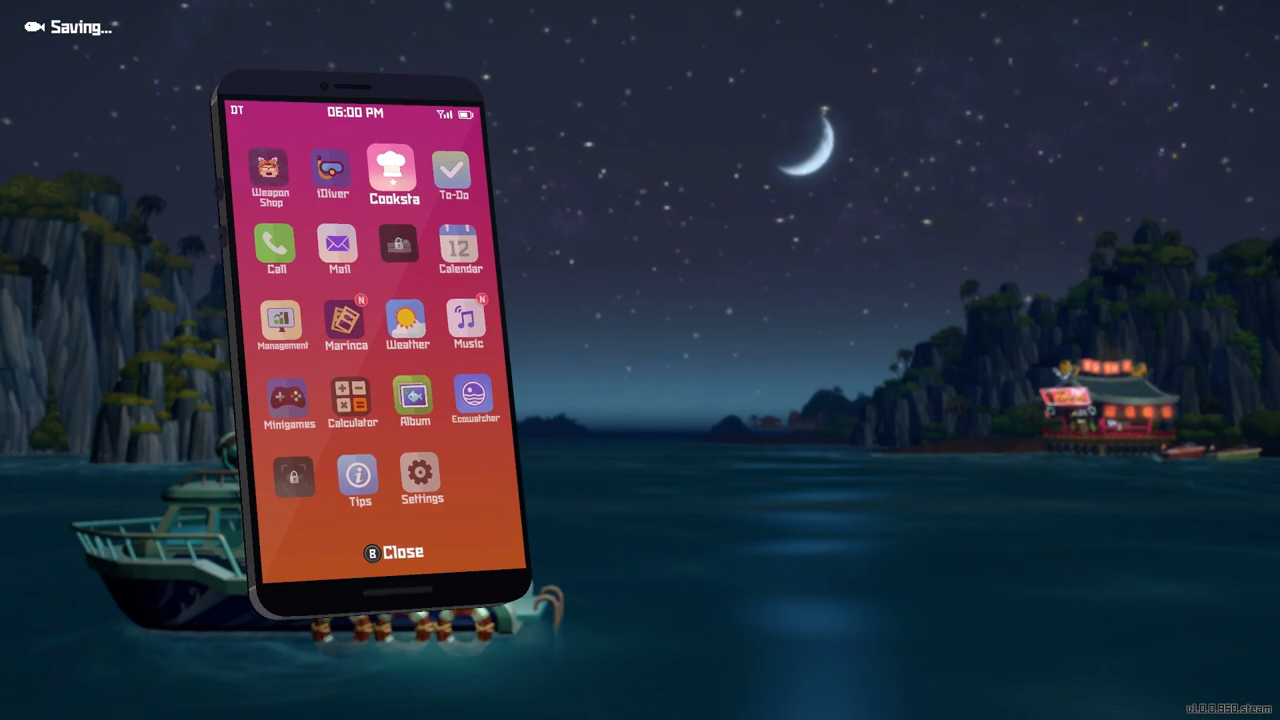 Saving...
DT
06:00 PM
Weapon
Shop
iDiver
Cooksta
To-Do
Call
Mail
12
Calendar
Management
N
Marinca
Weather
N
Music
Minigames
Calculator
Album
Ecowatcher
Tips
Settings
B Close
v1.0.0.950.steam